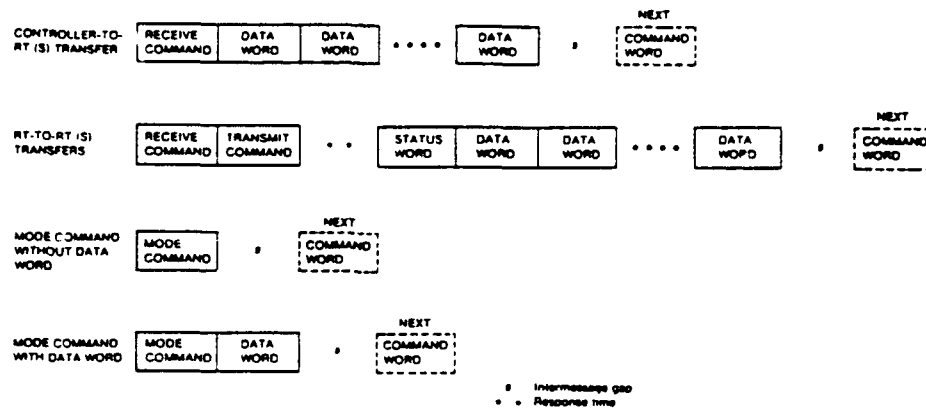 CONTROLLER-TO-
RT (S) TRANSFER
RECEIVE
COMMAND
DATA
WORD
DATA
WORD
• • • •
DATA
WORD
#
NEXT
COMMAND
WORD
RT-TO-RT (S)
TRANSFERS
RECEIVE
COMMAND
TRANSMIT
COMMAND
• •
STATUS
WORD
DATA
WORD
DATA
WORD
• • • •
DATA
WORD
#
NEXT
COMMAND
WORD
MODE COMMAND
WITHOUT DATA
WORD
MODE
COMMAND
#
NEXT
COMMAND
WORD
MODE COMMAND
WITH DATA WORD
MODE
COMMAND
DATA
WORD
#
NEXT
COMMAND
WORD
# Intermessage gap
• • Response time